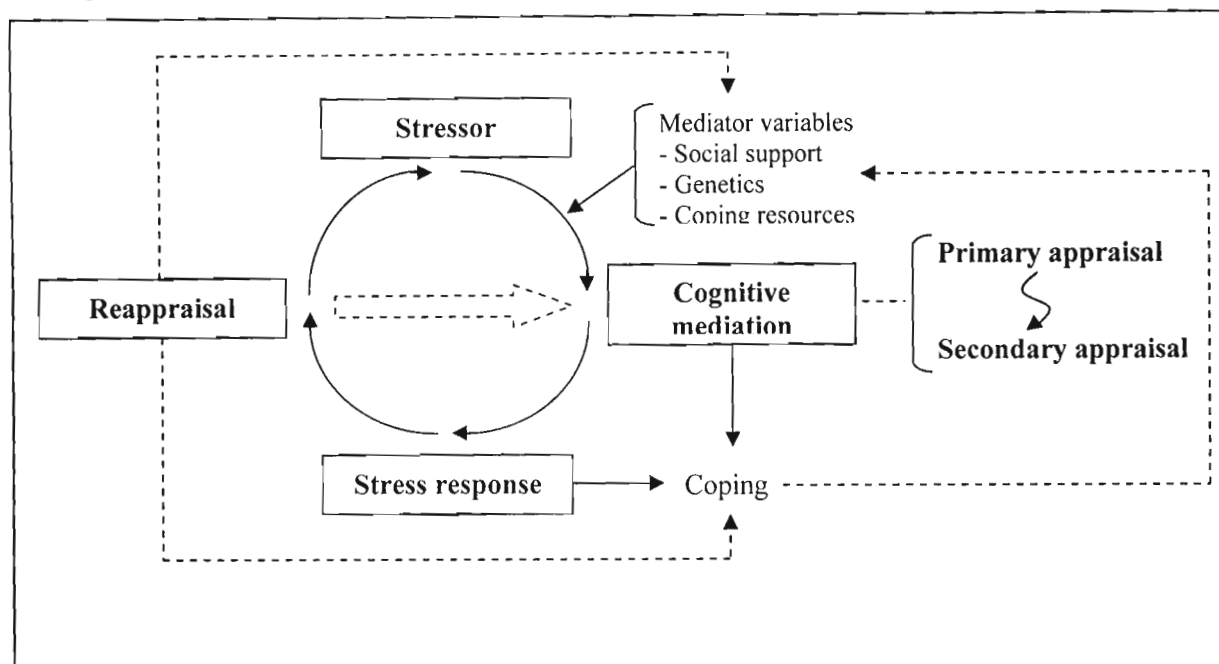 Stressor
Mediator variables
- Social support
- Genetics
- Coping resources
Primary appraisal
Reappraisal
Cognitive
mediation
Secondary appraisal
Stress response
Coping